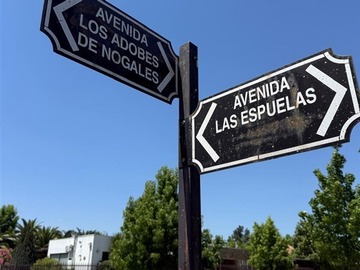 AVENIDA
LOS ADOBES
DE NOGALES
AVENIDA
LAS ESPUELAS